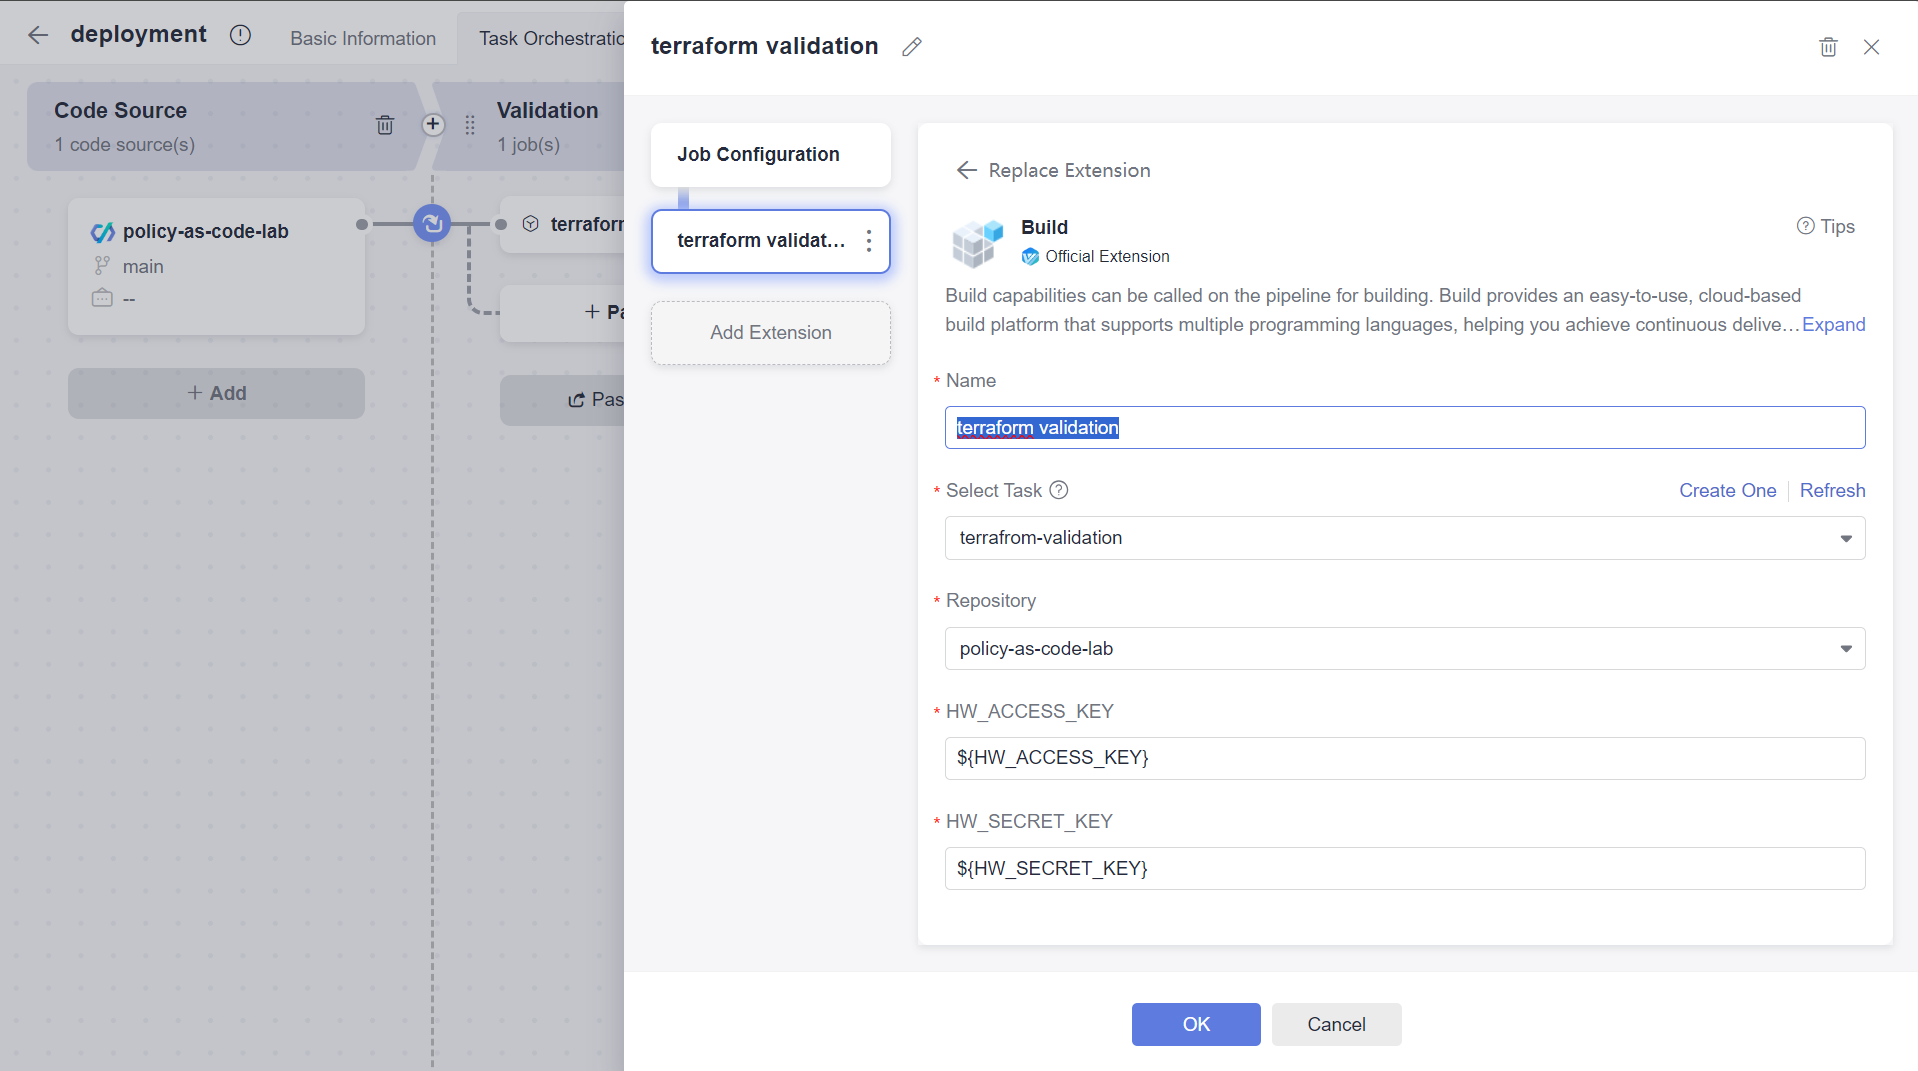 deployment
Basic Information
Task Orchestratio
Code Source
1 code source(s)
Validation
1 job(s)
policy-as-code-lab
main
--
+ Add
terraform
+ Pa
Pas
terraform validation
Job Configuration
terraform validat...
Add Extension
Replace Extension
Build
Official Extension
Tips
Build capabilities can be called on the pipeline for building. Build provides an easy-to-use, cloud-based
build platform that supports multiple programming languages, helping you achieve continuous delive...Expand
* Name
terraform validation
* Select Task
Create One
Refresh
terrafrom-validation
* Repository
policy-as-code-lab
* HW_ACCESS_KEY
${HW_ACCESS_KEY}
* HW_SECRET_KEY
${HW_SECRET_KEY}
OK
Cancel